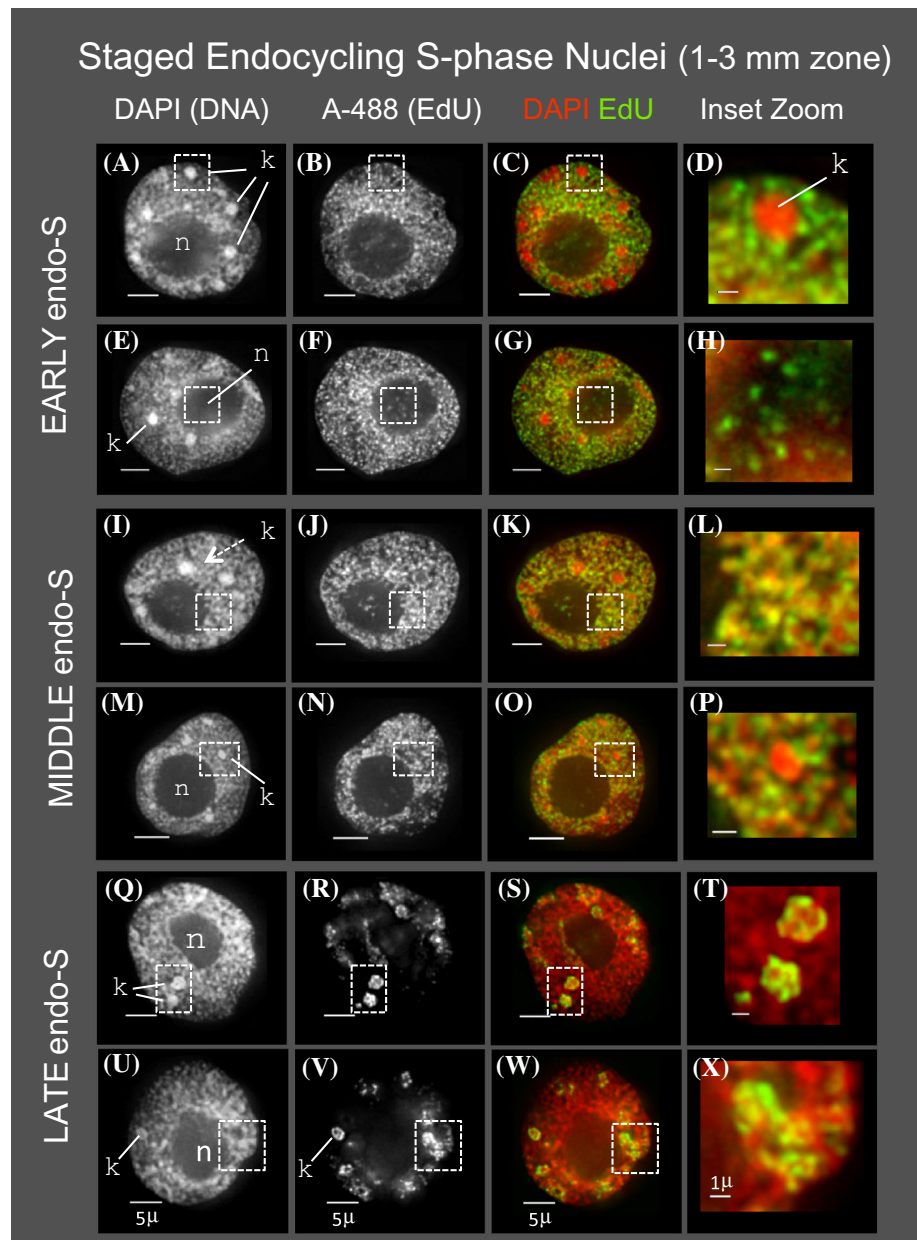 Staged Endocycling S-phase Nuclei (1-3 mm zone)
DAPI (DNA) A-488 (EdU) DAPI EdU Inset Zoom
EARLY endo-S
(A) k n
(B)
(C)
(D) k
(E) n k
(F)
(G)
(H)
MIDDLE endo-S
(I) k
(J)
(K)
(L)
(M) n k
(N)
(O)
(P)
LATE endo-S
(Q) n k
(R)
(S)
(T)
(U) k n 5μ
(V) k 5μ
(W) 5μ
(X) 1μ